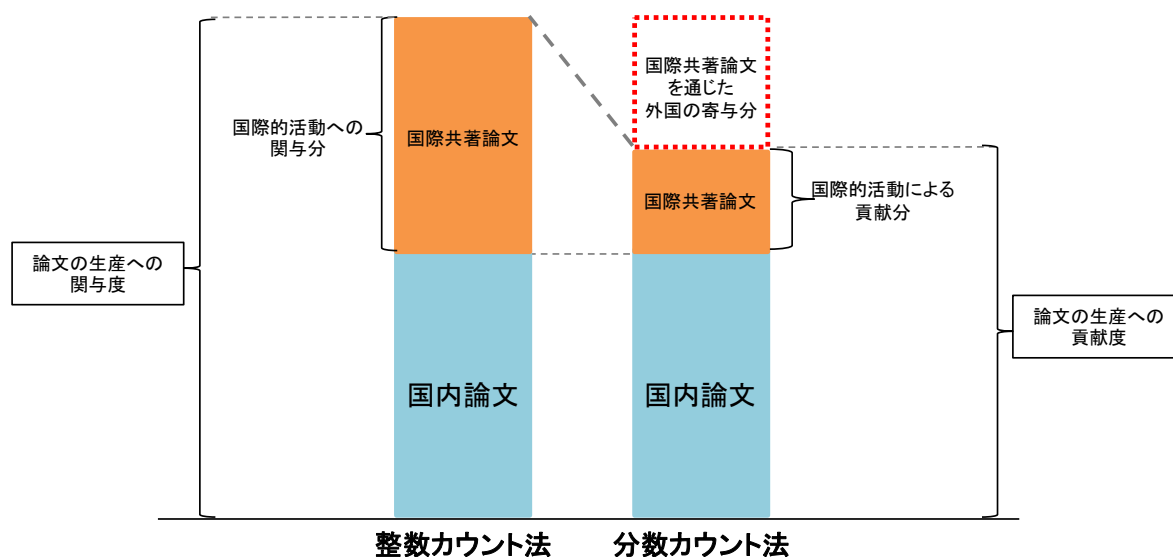 国際共著論文
を通じた
外国の寄与分
国際的活動への
関与分
国際共著論文
国際共著論文
国際的活動による
貢献分
論文の生産への
関与度
論文の生産への
貢献度
国内論文
国内論文
整数カウント法
分数カウント法